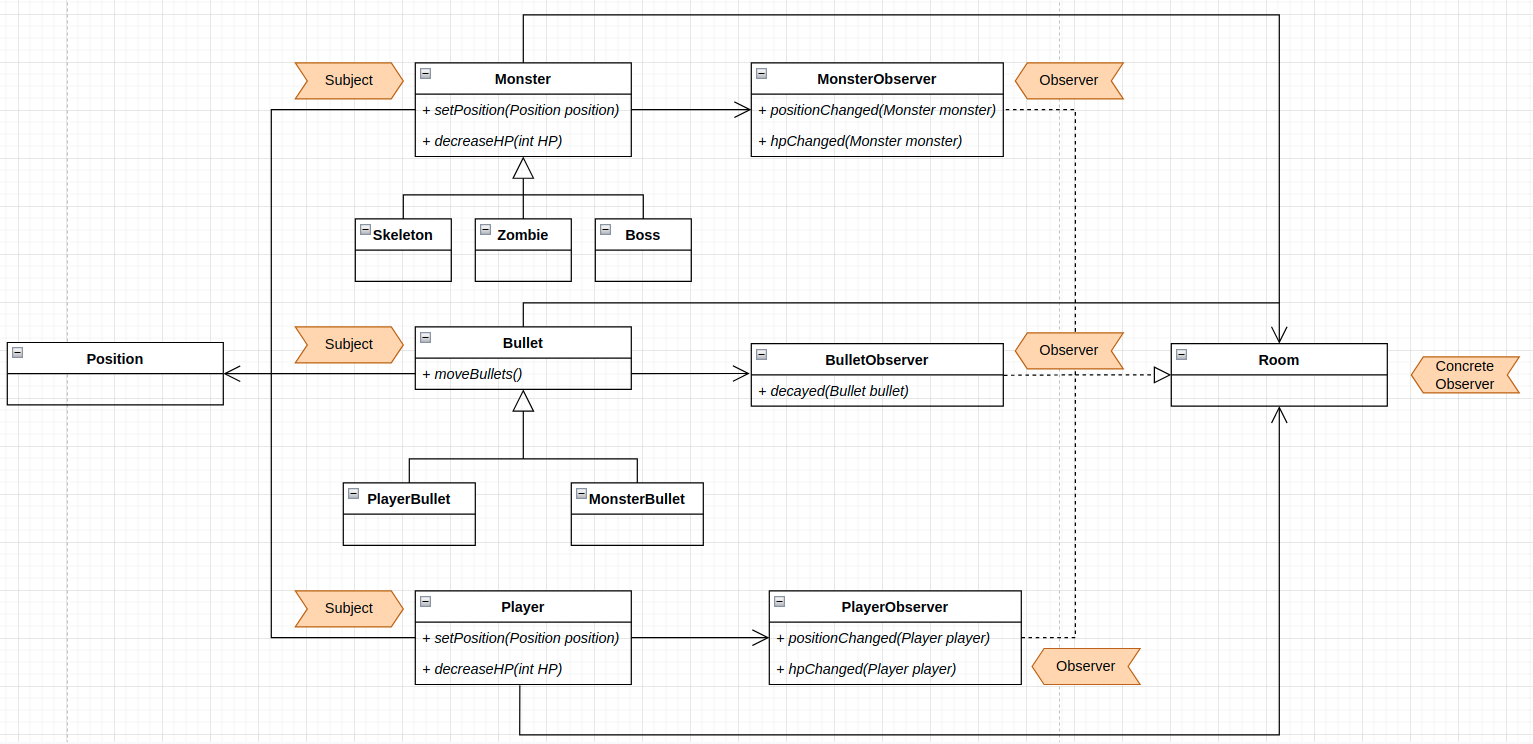 Subject
Monster
+ setPosition(Position position)
+ decreaseHP(int HP)
MonsterObserver
+ positionChanged(Monster monster)
+ hpChanged(Monster monster)
Observer
Skeleton
Zombie
Boss
Position
Subject
Bullet
+ moveBullets()
BulletObserver
+ decayed(Bullet bullet)
Observer
Room
Concrete
Observer
PlayerBullet
MonsterBullet
Subject
Player
+ setPosition(Position position)
+ decreaseHP(int HP)
PlayerObserver
+ positionChanged(Player player)
+ hpChanged(Player player)
Observer